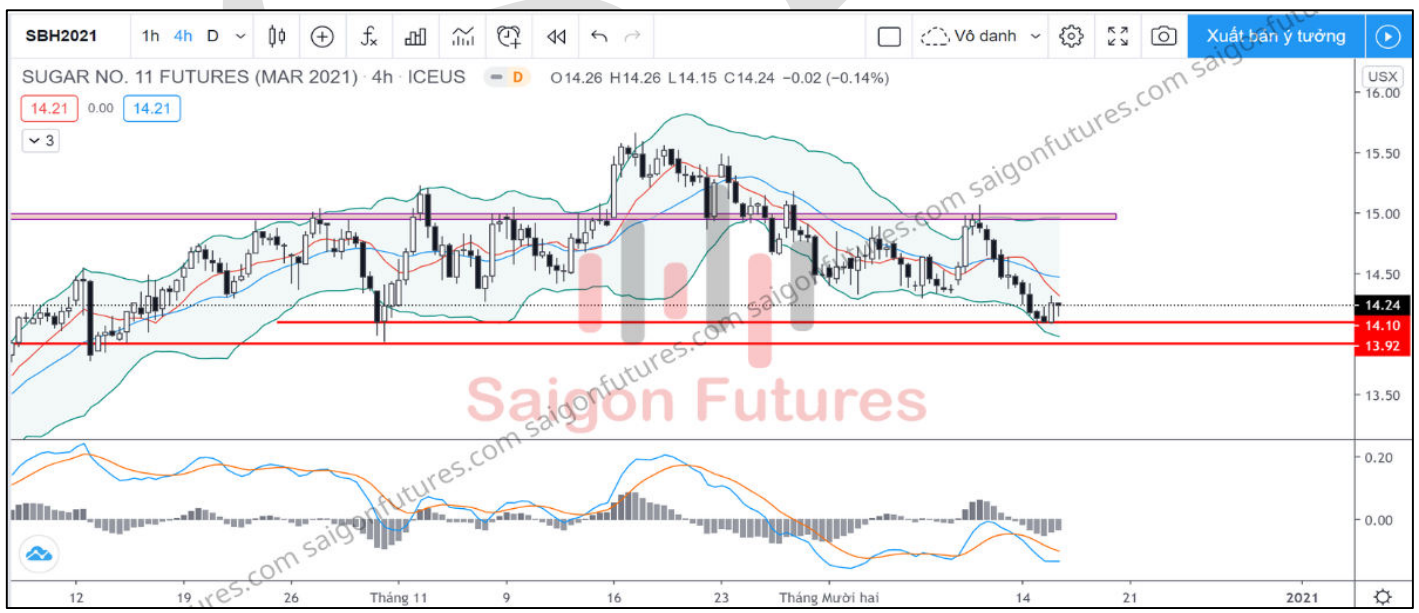 SBH2021 1h 4h D Vô danh Xuất bản ý tưởng
SUGAR NO. 11 FUTURES (MAR 2021) · 4h · ICEUS D O14.26 H14.26 L14.15 C14.24 −0.02 (−0.14%)
USX
14.21 0.00 14.21
3
16.00
15.50
15.00
14.50
14.24
14.10
13.92
13.50
Saigon Futures
saigonfutures.com saigonfutures.com saigonfutures.com saigonfutures.com saigonfutures.com
0.20
0.00
12 19 26 Tháng 11 9 16 23 Tháng Mười hai 14 21 2021